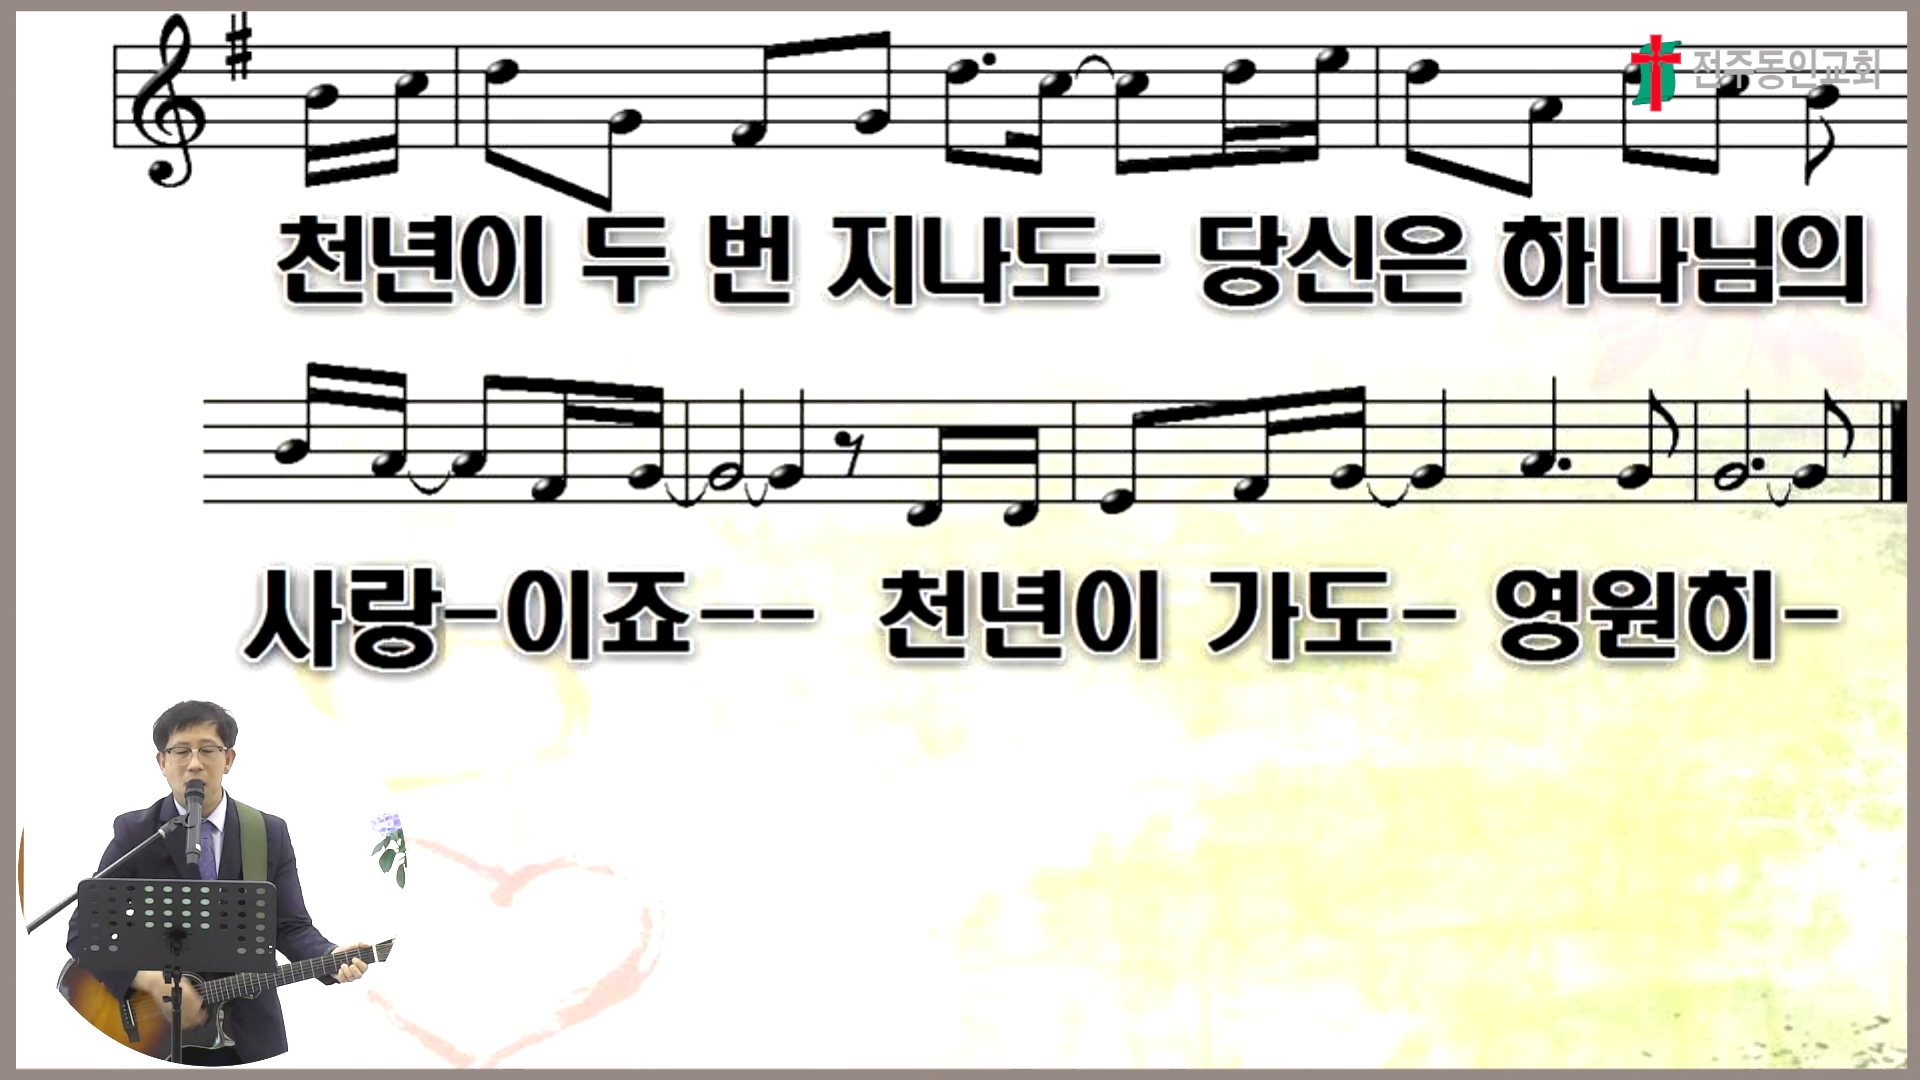 전주동인교회
천년이 두 번 지나도- 당신은 하나님의
사랑-이죠-- 천년이 가도- 영원히-